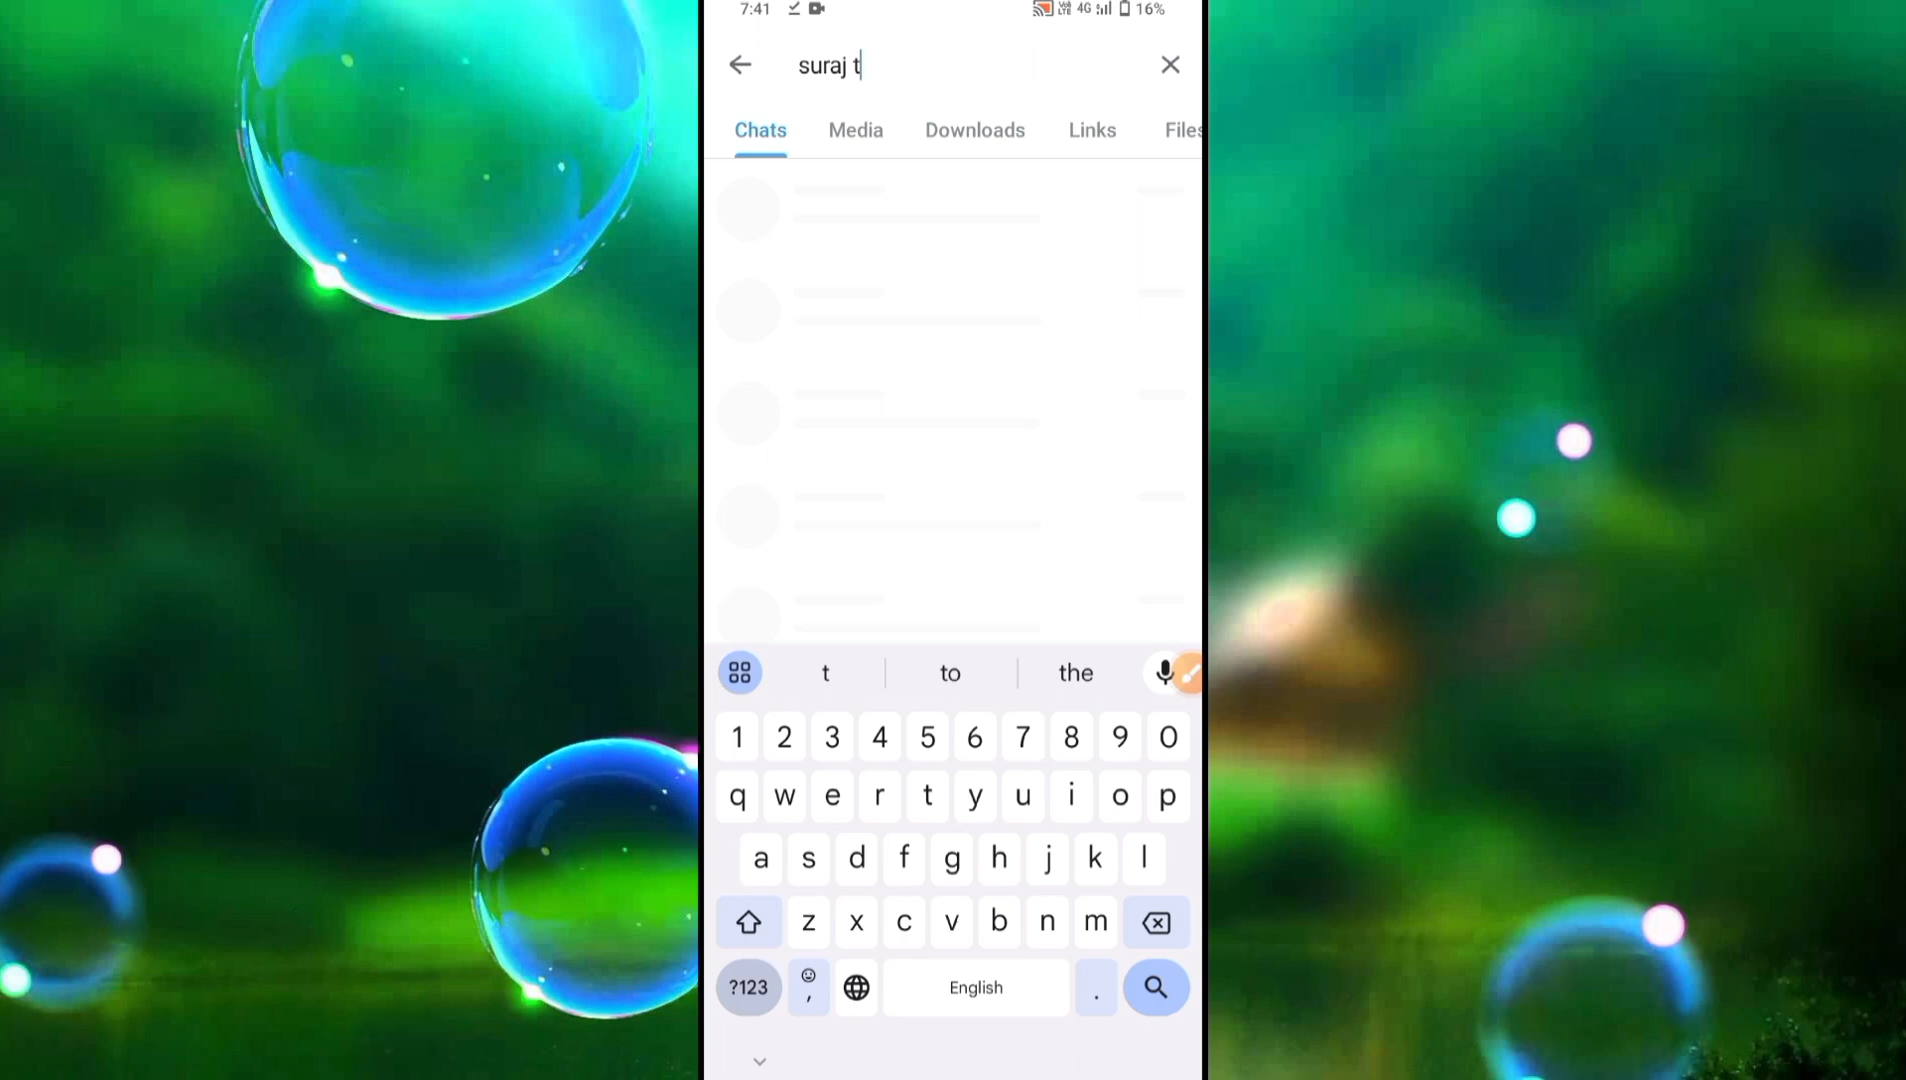 7:41 4G 16%
suraj t
Chats Media Downloads Links Files
t to the
1 2 3 4 5 6 7 8 9 0
q w e r t y u i o p
a s d f g h j k l
z x c v b n m
?123 , English .